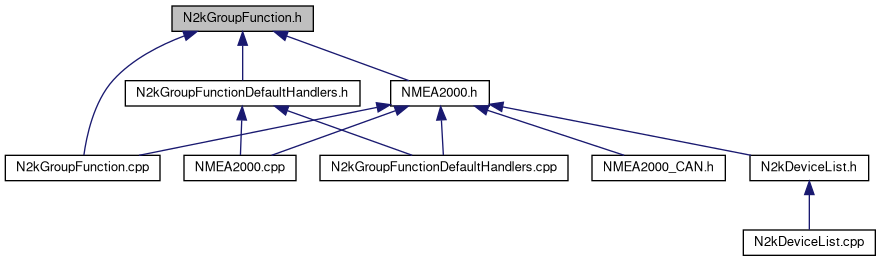 N2kGroupFunction.h
N2kGroupFunctionDefaultHandlers.h
NMEA2000.h
N2kGroupFunction.cpp
NMEA2000.cpp
N2kGroupFunctionDefaultHandlers.cpp
NMEA2000_CAN.h
N2kDeviceList.h
N2kDeviceList.cpp